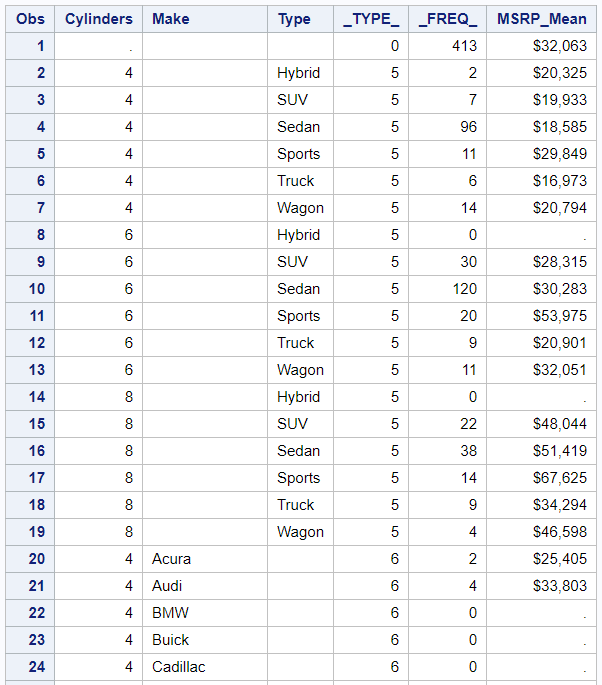 Obs Cylinders Make Type _TYPE_ _FREQ_ MSRP_Mean
1 . 0 413 $32,063
2 4 Hybrid 5 2 $20,325
3 4 SUV 5 7 $19,933
4 4 Sedan 5 96 $18,585
5 4 Sports 5 11 $29,849
6 4 Truck 5 6 $16,973
7 4 Wagon 5 14 $20,794
8 6 Hybrid 5 0 .
9 6 SUV 5 30 $28,315
10 6 Sedan 5 120 $30,283
11 6 Sports 5 20 $53,975
12 6 Truck 5 9 $20,901
13 6 Wagon 5 11 $32,051
14 8 Hybrid 5 0 .
15 8 SUV 5 22 $48,044
16 8 Sedan 5 38 $51,419
17 8 Sports 5 14 $67,625
18 8 Truck 5 9 $34,294
19 8 Wagon 5 4 $46,598
20 4 Acura 6 2 $25,405
21 4 Audi 6 4 $33,803
22 4 BMW 6 0 .
23 4 Buick 6 0 .
24 4 Cadillac 6 0 .